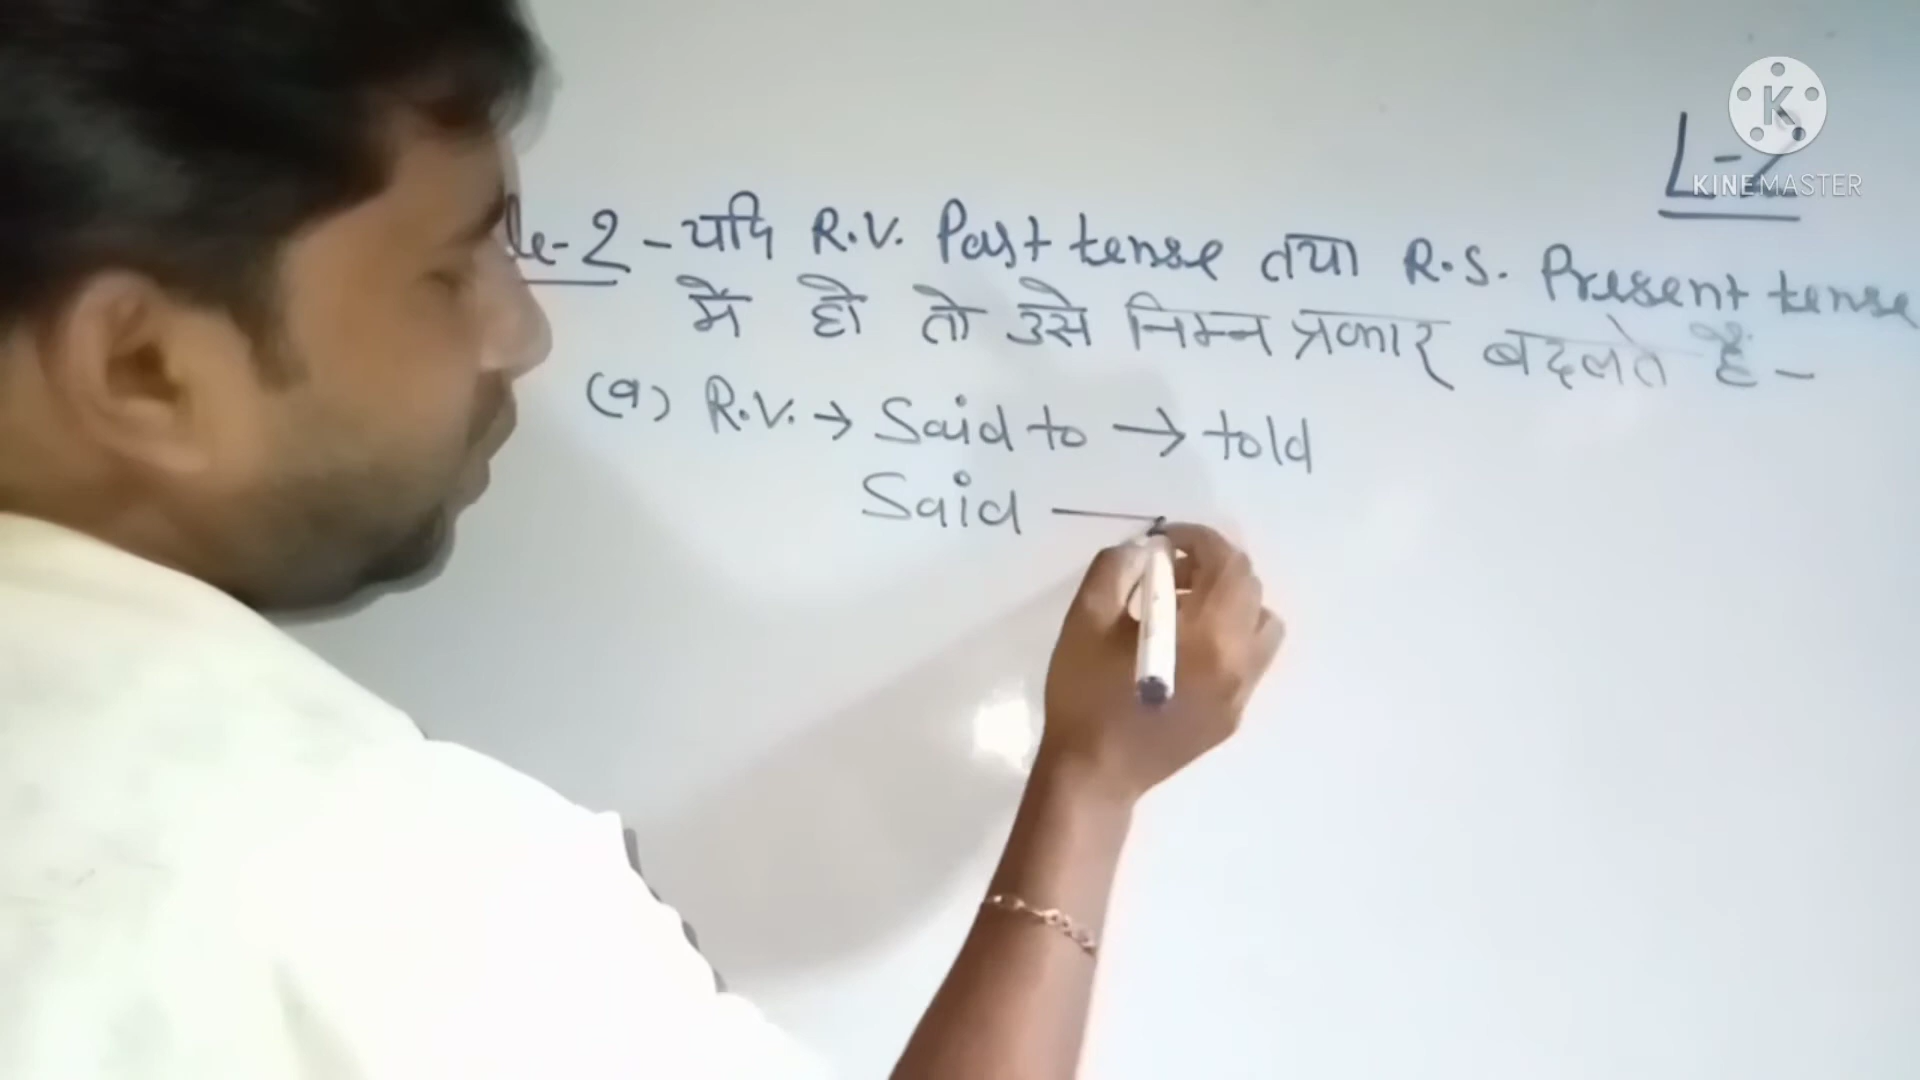 L-2
KINEMASTER
le-2 - यदि R.V. Past tense तथा R.S. Present tense
में हो तो उसे निम्न प्रकार बदलते हैं -
(a) R.V. → Said to → told
Said —